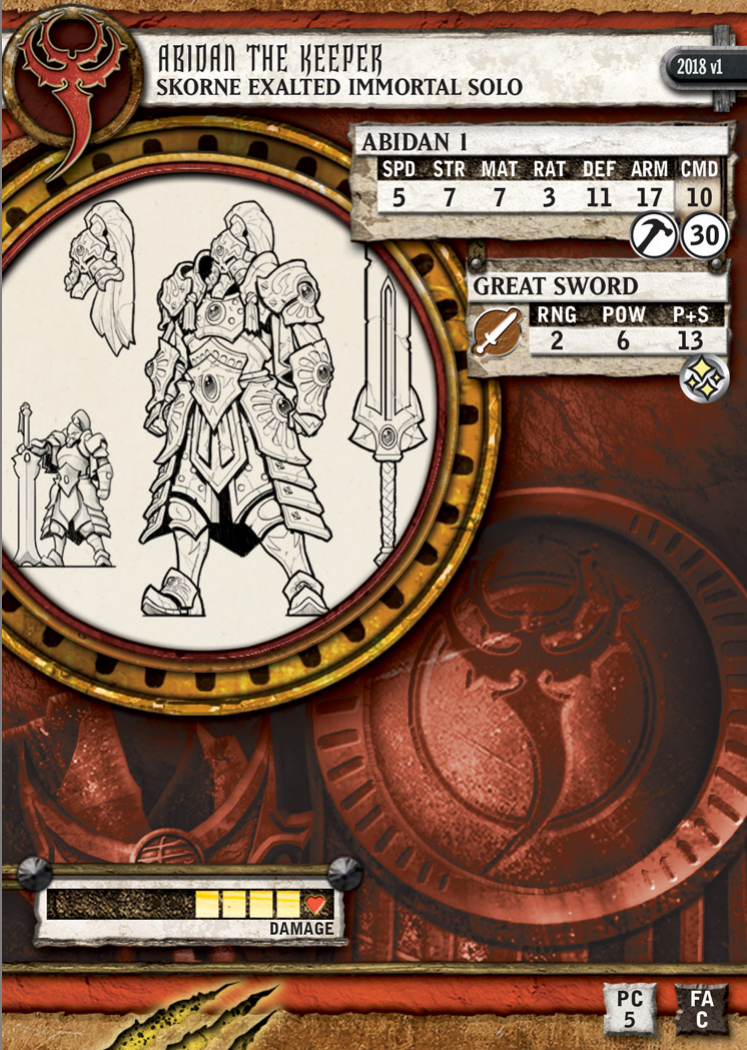 ABIDAN THE KEEPER
SKORNE EXALTED IMMORTAL SOLO
2018 v1
ABIDAN 1
SPD STR MAT RAT DEF ARM CMD
5 7 7 3 11 17 10
30
GREAT SWORD
RNG POW P+S
2 6 13
DAMAGE
PC FA
5 C